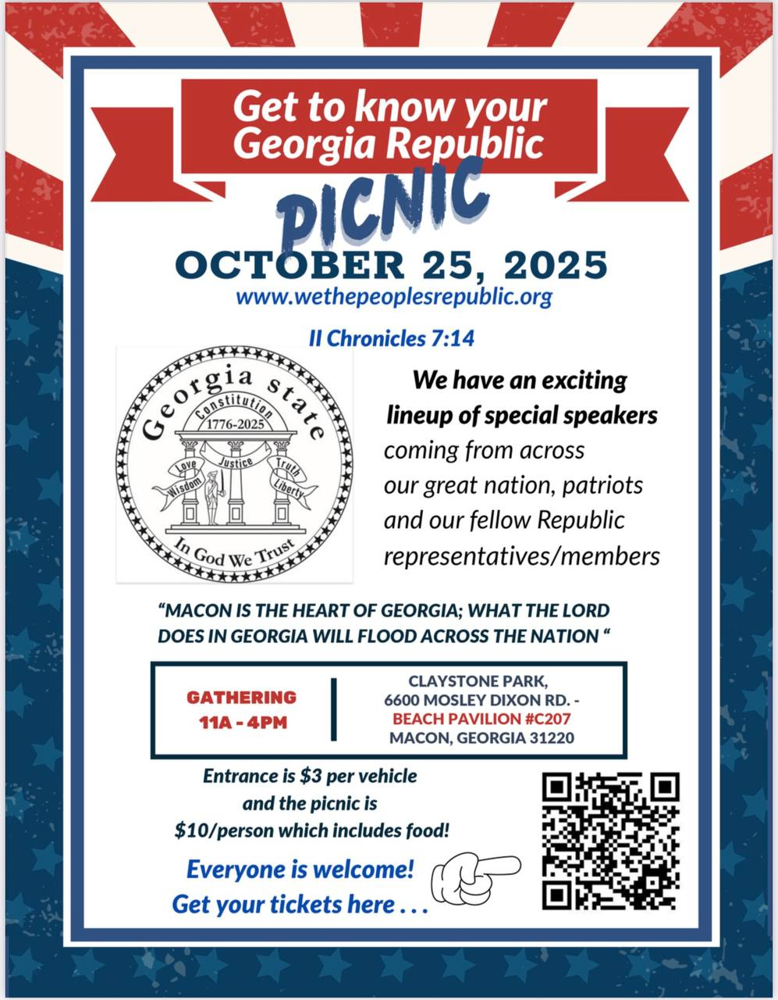 Get to know your
Georgia Republic
PICNIC
OCTOBER 25, 2025
www.wethepeoplesrepublic.org
II Chronicles 7:14
Georgia state
Constitution
1776-2025
Love
Justice
Truth
Wisdom
Liberty
In God We Trust
We have an exciting
lineup of special speakers
coming from across
our great nation, patriots
and our fellow Republic
representatives/members
“MACON IS THE HEART OF GEORGIA; WHAT THE LORD
DOES IN GEORGIA WILL FLOOD ACROSS THE NATION “
GATHERING
11A - 4PM
CLAYSTONE PARK,
6600 MOSLEY DIXON RD. -
BEACH PAVILION #C207
MACON, GEORGIA 31220
Entrance is $3 per vehicle
and the picnic is
$10/person which includes food!
Everyone is welcome!
Get your tickets here . . .